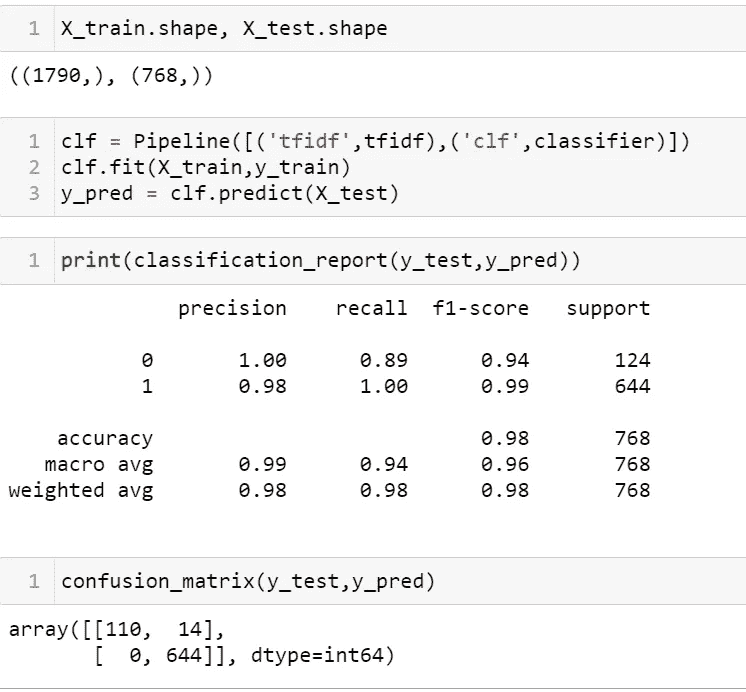 1 X_train.shape, X_test.shape
((1790,), (768,))
1 clf = Pipeline([('tfidf',tfidf),('clf',classifier)])
2 clf.fit(X_train,y_train)
3 y_pred = clf.predict(X_test)
1 print(classification_report(y_test,y_pred))
precision recall f1-score support
0 1.00 0.89 0.94 124
1 0.98 1.00 0.99 644
accuracy 0.98 768
macro avg 0.99 0.94 0.96 768
weighted avg 0.98 0.98 0.98 768
1 confusion_matrix(y_test,y_pred)
array([[110, 14],
[ 0, 644]], dtype=int64)